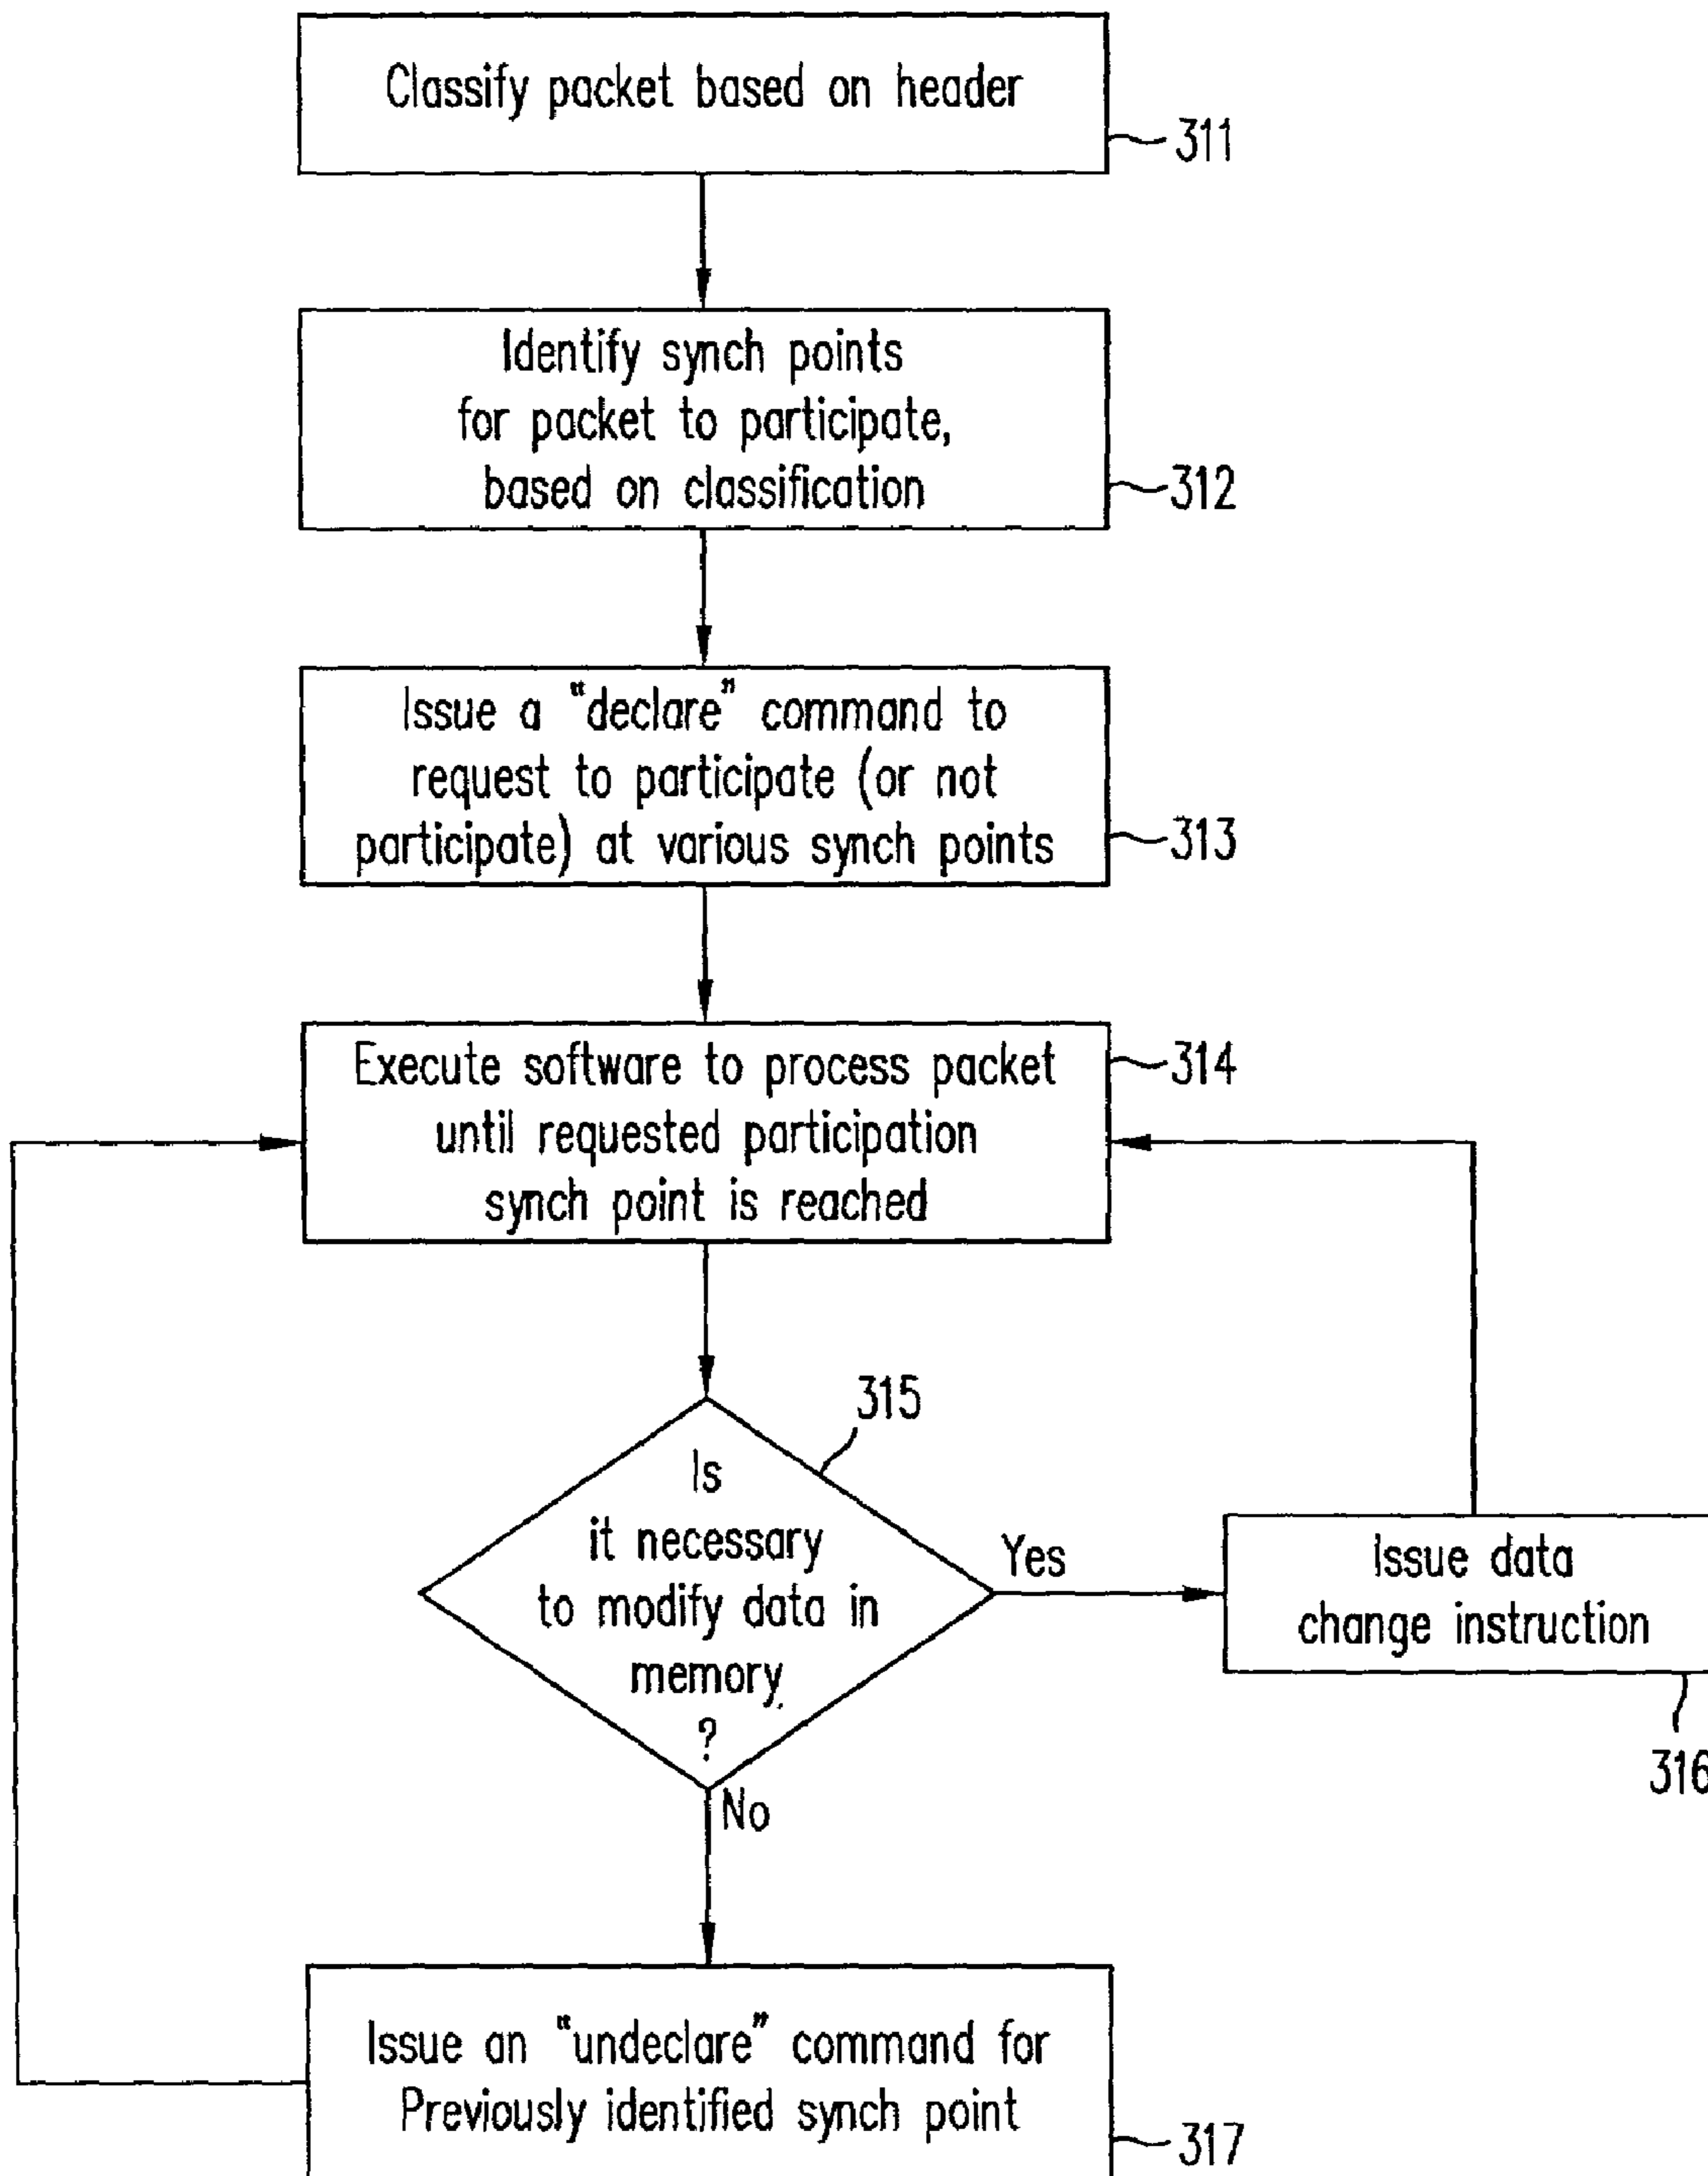 Classify packet based on header
311
Identify synch points
for packet to participate,
based on classification
312
Issue a "declare" command to
request to participate (or not
participate) at various synch points
313
Execute software to process packet
until requested participation
synch point is reached
314
315
Is
it necessary
to modify data in
memory
?
Yes
Issue data
change instruction
316
No
Issue an "undeclare" command for
Previously identified synch point
317